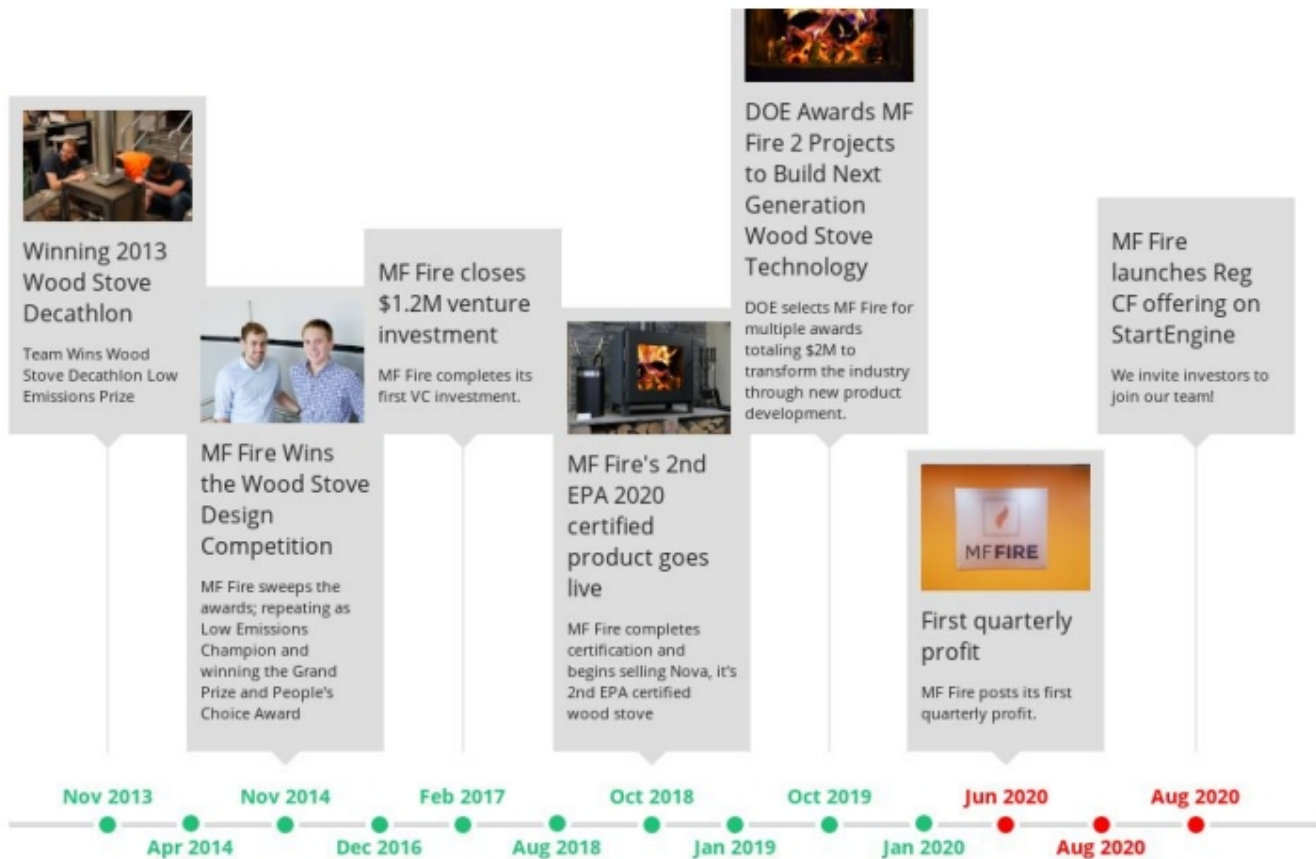 Winning 2013
Wood Stove
Decathlon
Team Wins Wood
Stove Decathlon Low
Emissions Prize
MF Fire Wins
the Wood Stove
Design
Competition
MF Fire sweeps the
awards; repeating as
Low Emissions
Champion and
winning the Grand
Prize and People's
Choice Award
MF Fire closes
$1.2M venture
investment
MF Fire completes its
first VC investment.
MF Fire's 2nd
EPA 2020
certified
product goes
live
MF Fire completes
certification and
begins selling Nova, it's
2nd EPA certified
wood stove
DOE Awards MF
Fire 2 Projects
to Build Next
Generation
Wood Stove
Technology
DOE selects MF Fire for
multiple awards
totaling $2M to
transform the industry
through new product
development.
MFFIRE
First quarterly
profit
MF Fire posts its first
quarterly profit.
MF Fire
launches Reg
CF offering on
StartEngine
We invite investors to
join our team!
Nov 2013
Apr 2014
Nov 2014
Dec 2016
Feb 2017
Aug 2018
Oct 2018
Jan 2019
Oct 2019
Jan 2020
Jun 2020
Aug 2020
Aug 2020